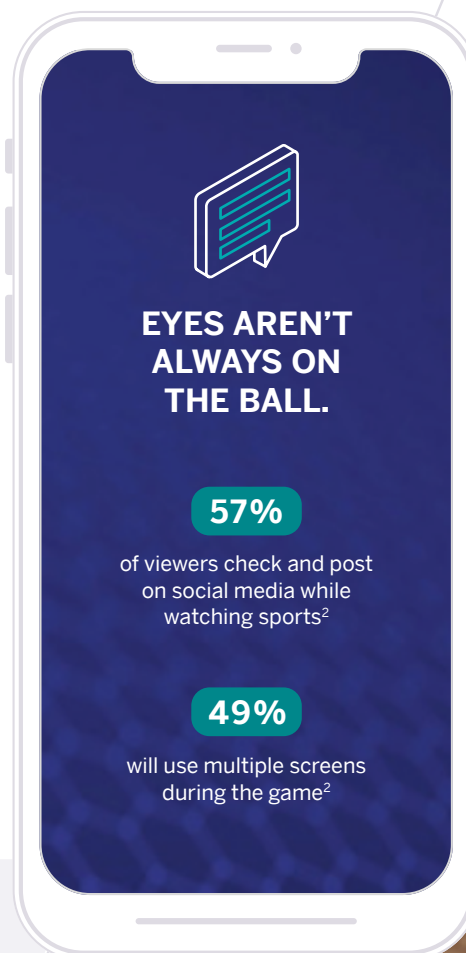 EYES AREN'T
ALWAYS ON
THE BALL.
57%
of viewers check and post
on social media while
watching sports²
49%
will use multiple screens
during the game²